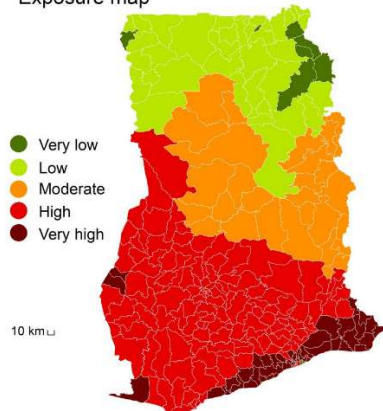 Exposure map
Very low
Low
Moderate
High
Very high
10 km